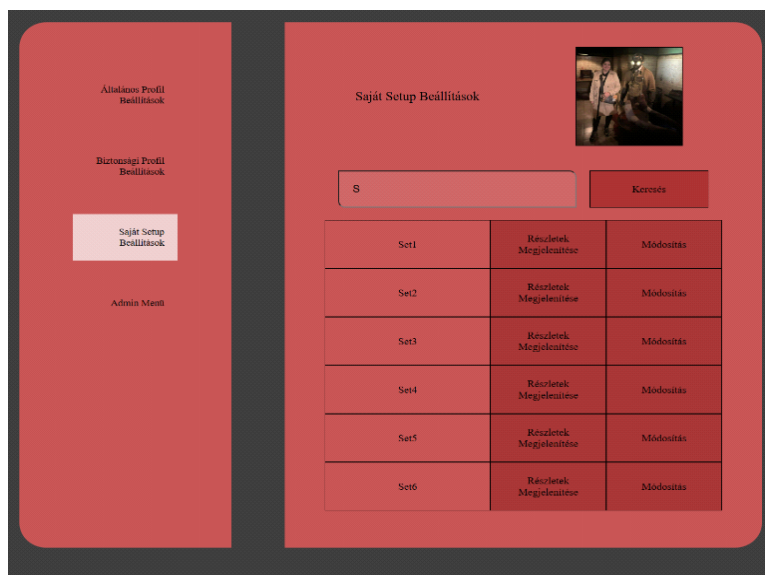 Általános Profil
Beállítások
Biztonsági Profil
Beállítások
Saját Setup
Beállítások
Admin Menü
Saját Setup Beállítások
S
Keresés
Set1
Részletek
Megjelenítése
Módosítás
Set2
Részletek
Megjelenítése
Módosítás
Set3
Részletek
Megjelenítése
Módosítás
Set4
Részletek
Megjelenítése
Módosítás
Set5
Részletek
Megjelenítése
Módosítás
Set6
Részletek
Megjelenítése
Módosítás